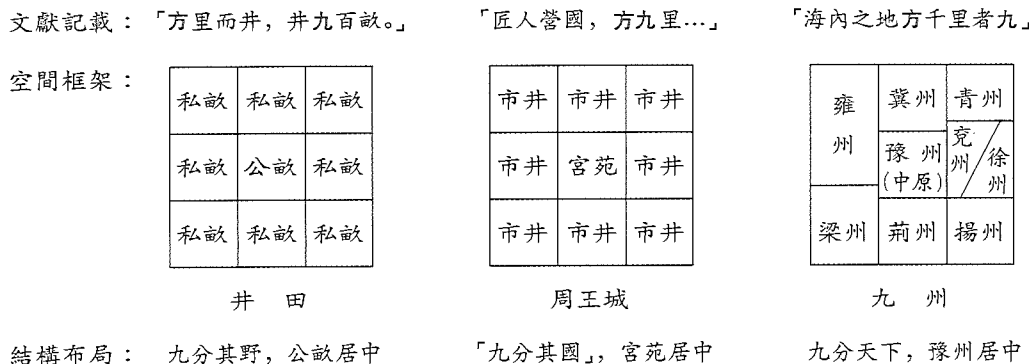 文獻記載：「方里而井，井九百畝。」 「匠人營國，方九里…」 「海內之地方千里者九」
空間框架：
私畝 私畝 私畝
私畝 公畝 私畝
私畝 私畝 私畝
井田
市井 市井 市井
市井 宮苑 市井
市井 市井 市井
周王城
雍州 冀州 青州
豫州 兗州 徐州
(中原)
梁州 荊州 揚州
九州
結構布局： 九分其野，公畝居中 「九分其國」，宮苑居中 九分天下，豫州居中